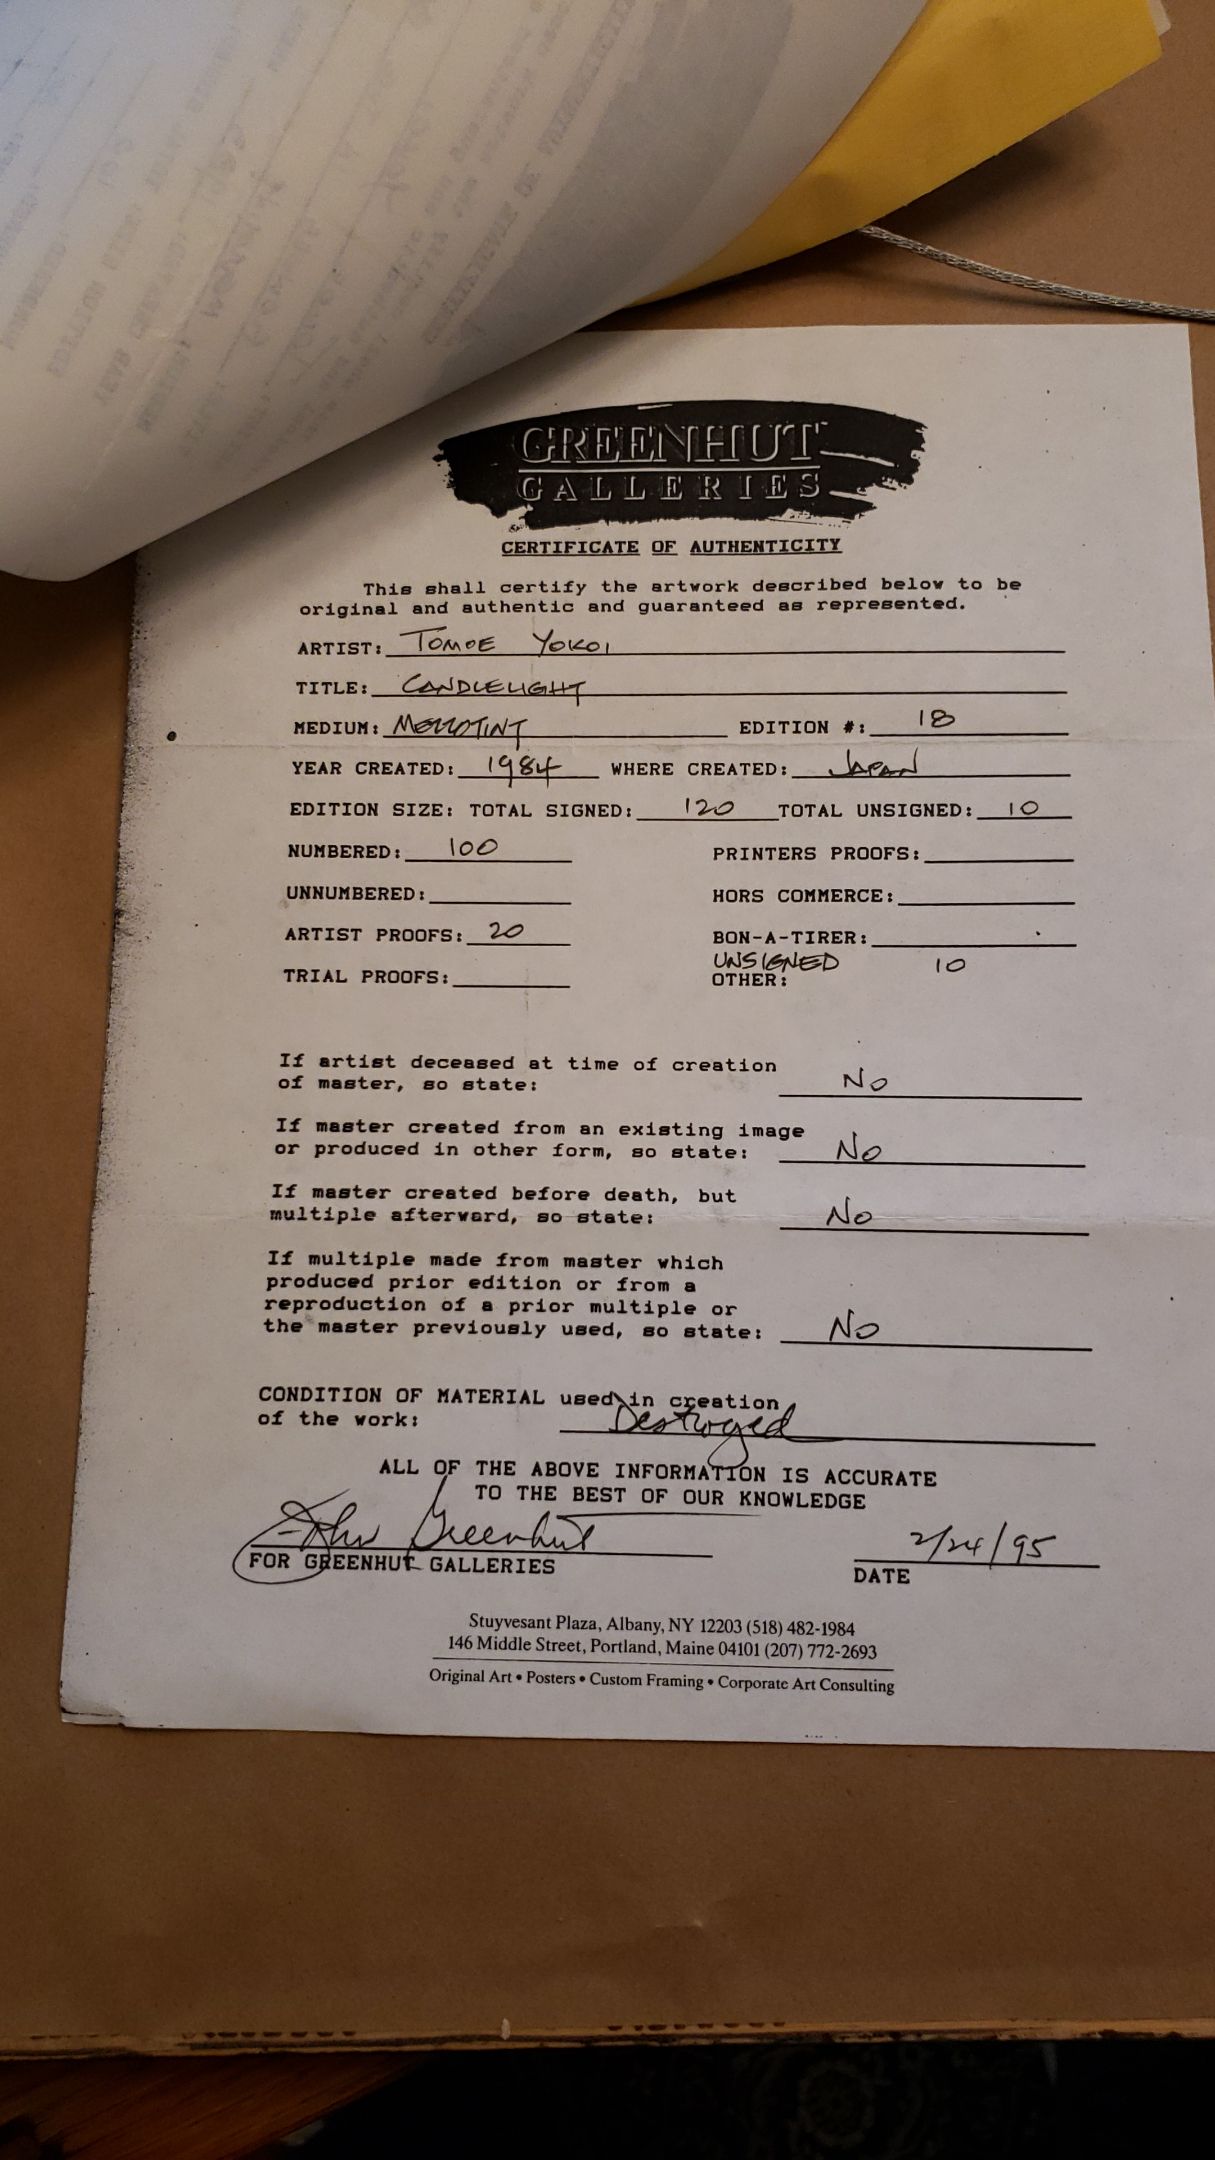 GREENHUT
GALLERIES
CERTIFICATE OF AUTHENTICITY
This shall certify the artwork described below to be
original and authentic and guaranteed as represented.
ARTIST: TOMOE YOKOI
TITLE: CANDLELIGHT
MEDIUM: MEZZOTINT EDITION #: 18
YEAR CREATED: 1984 WHERE CREATED: JAPAN
EDITION SIZE: TOTAL SIGNED: 120 TOTAL UNSIGNED: 10
NUMBERED: 100 PRINTERS PROOFS:
UNNUMBERED: HORS COMMERCE:
ARTIST PROOFS: 20 BON-A-TIRER:
UNSIGNED 10
TRIAL PROOFS: OTHER:
If artist deceased at time of creation
of master, so state: No
If master created from an existing image
or produced in other form, so state: No
If master created before death, but
multiple afterward, so state: No
If multiple made from master which
produced prior edition or from a
reproduction of a prior multiple or
the master previously used, so state: No
CONDITION OF MATERIAL used in creation
of the work: Destroyed
ALL OF THE ABOVE INFORMATION IS ACCURATE
TO THE BEST OF OUR KNOWLEDGE
Greenhut 2/24/95
FOR GREENHUT GALLERIES DATE
Stuyvesant Plaza, Albany, NY 12203 (518) 482-1984
146 Middle Street, Portland, Maine 04101 (207) 772-2693
Original Art • Posters • Custom Framing • Corporate Art Consulting